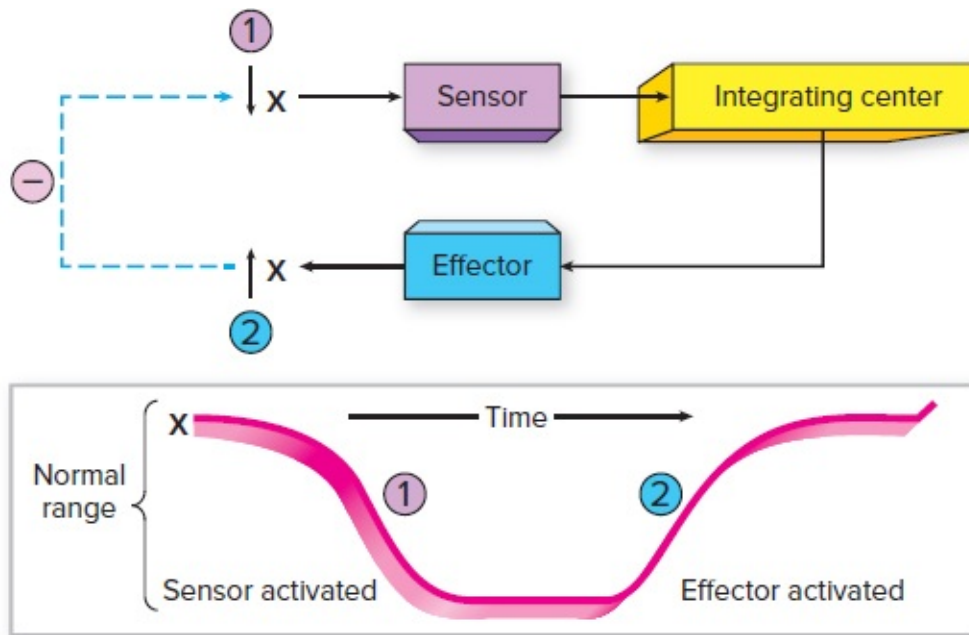 1
X
Sensor
Integrating center
−
X
Effector
2
X
Time
Normal
range
1
2
Sensor activated
Effector activated